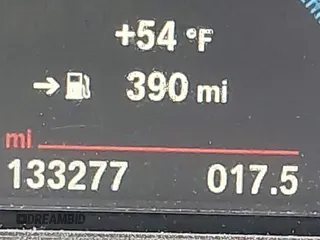 +54 °F
→ 390 mi
mi
133277 017.5
DREAMBID